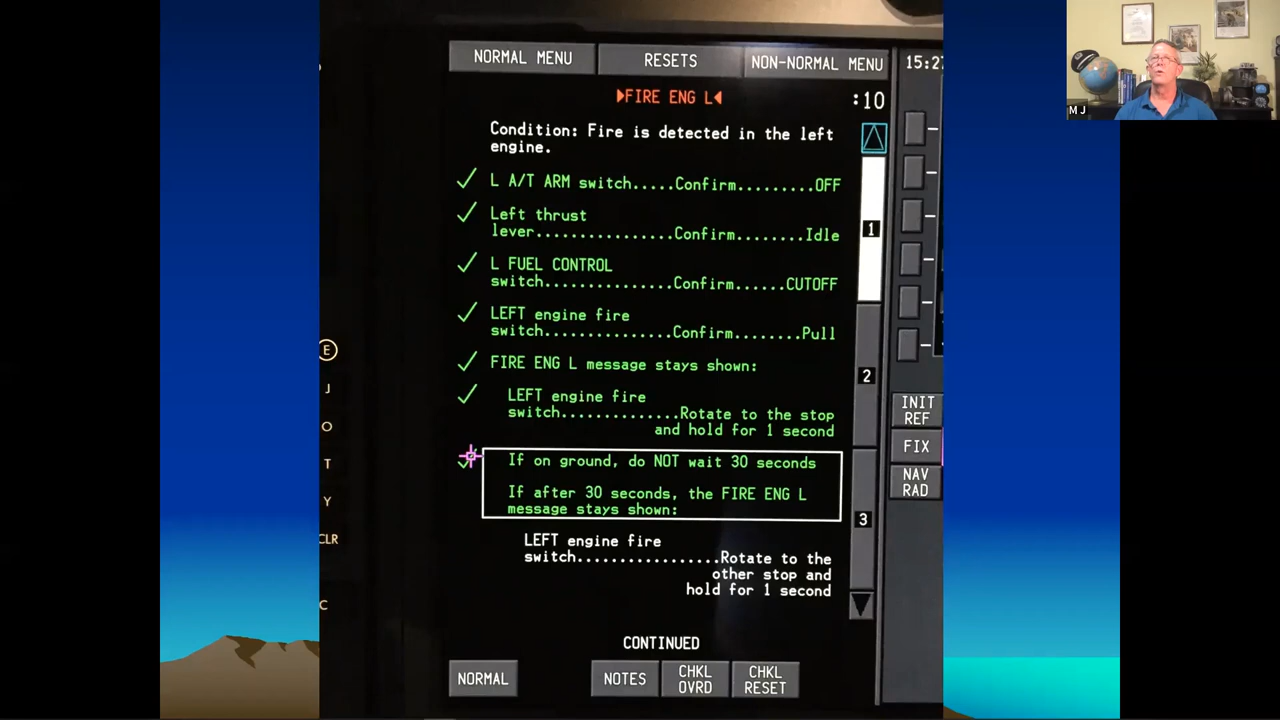 NORMAL MENU
RESETS
NON-NORMAL MENU
15:27
FIRE ENG L
:10
Condition: Fire is detected in the left
engine.
L A/T ARM switch.....Confirm.........OFF
Left thrust
lever................Confirm........Idle
L FUEL CONTROL
switch...............Confirm......CUTOFF
LEFT engine fire
switch...............Confirm........Pull
FIRE ENG L message stays shown:
LEFT engine fire
switch..............Rotate to the stop
and hold for 1 second
If on ground, do NOT wait 30 seconds
If after 30 seconds, the FIRE ENG L
message stays shown:
LEFT engine fire
switch.................Rotate to the
other stop and
hold for 1 second
1
2
3
CONTINUED
NORMAL
NOTES
CHKL
OVRD
CHKL
RESET
INIT
REF
FIX
NAV
RAD
E
J
O
T
Y
CLR
C
M J